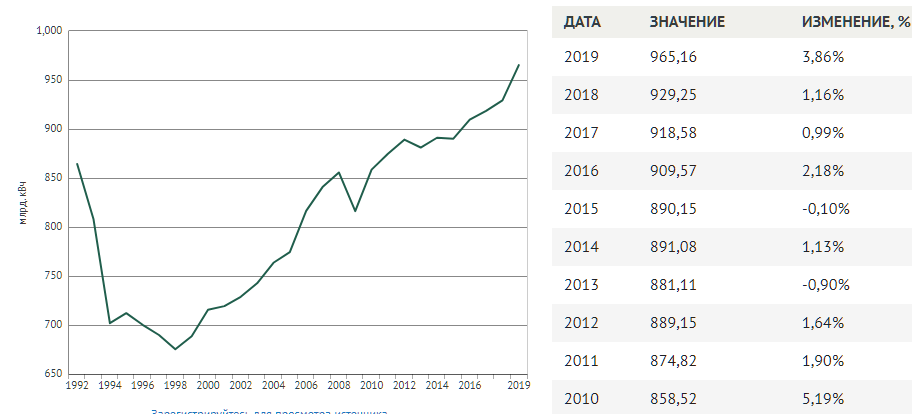 1,000
950
900
850
800
750
700
650
млрд.кВч
1992 1994 1996 1998 2000 2002 2004 2006 2008 2010 2012 2014 2016 2019
Зарегистрируйтесь для просмотра источника
ДАТА ЗНАЧЕНИЕ ИЗМЕНЕНИЕ, %
2019 965,16 3,86%
2018 929,25 1,16%
2017 918,58 0,99%
2016 909,57 2,18%
2015 890,15 -0,10%
2014 891,08 1,13%
2013 881,11 -0,90%
2012 889,15 1,64%
2011 874,82 1,90%
2010 858,52 5,19%